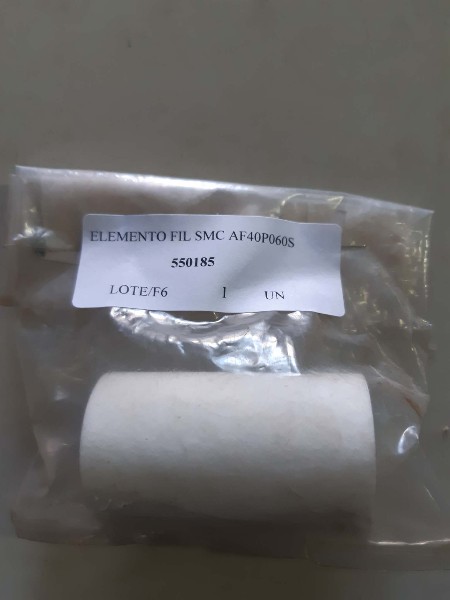 ELEMENTO FIL SMC AF40P060S
550185
LOTE/F6 1 UN